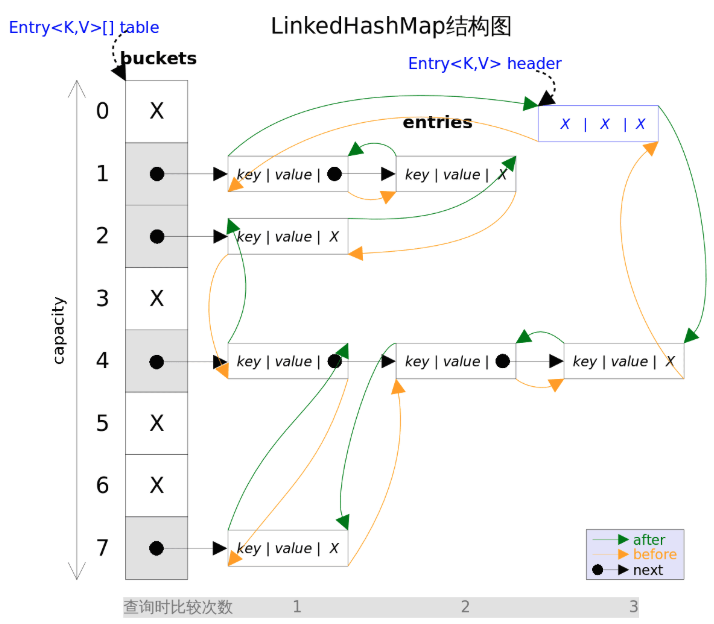 LinkedHashMap结构图
Entry<K,V>[] table
buckets
Entry<K,V> header
entries
0 X
X | X | X
1 key | value | key | value | X
2 key | value | X
3 X
capacity
4 key | value | key | value | key | value | X
5 X
6 X
7 key | value | X
after
before
next
查询时比较次数 1 2 3